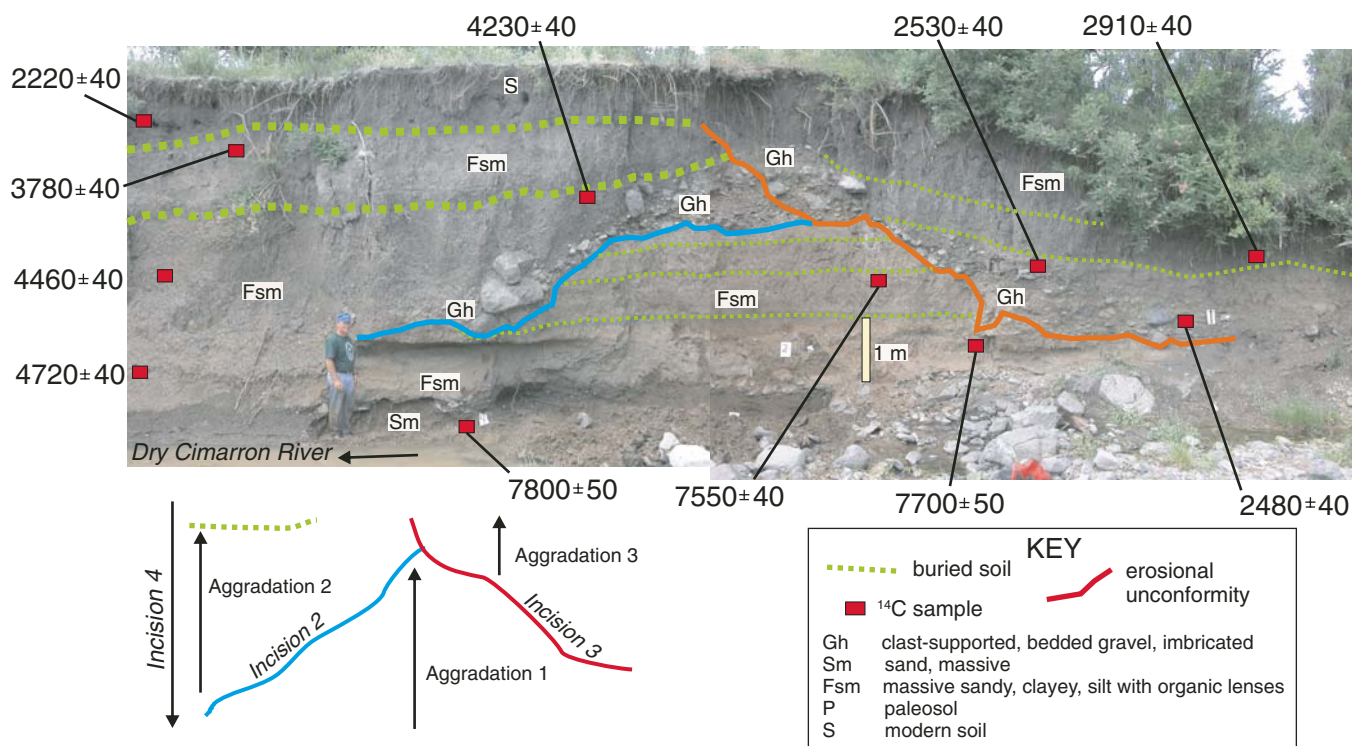 4230±40
2530±40
2910±40
2220±40
S
Fsm
Gh
Fsm
3780±40
Gh
4460±40
Fsm
Fsm
Gh
Gh
1 m
4720±40
Fsm
Sm
Dry Cimarron River
7800±50
7550±40
7700±50
2480±40
Incision 4
Aggradation 2
Incision 2
Aggradation 1
Aggradation 3
Incision 3
KEY
buried soil
erosional
unconformity
14C sample
Gh clast-supported, bedded gravel, imbricated
Sm sand, massive
Fsm massive sandy, clayey, silt with organic lenses
P paleosol
S modern soil